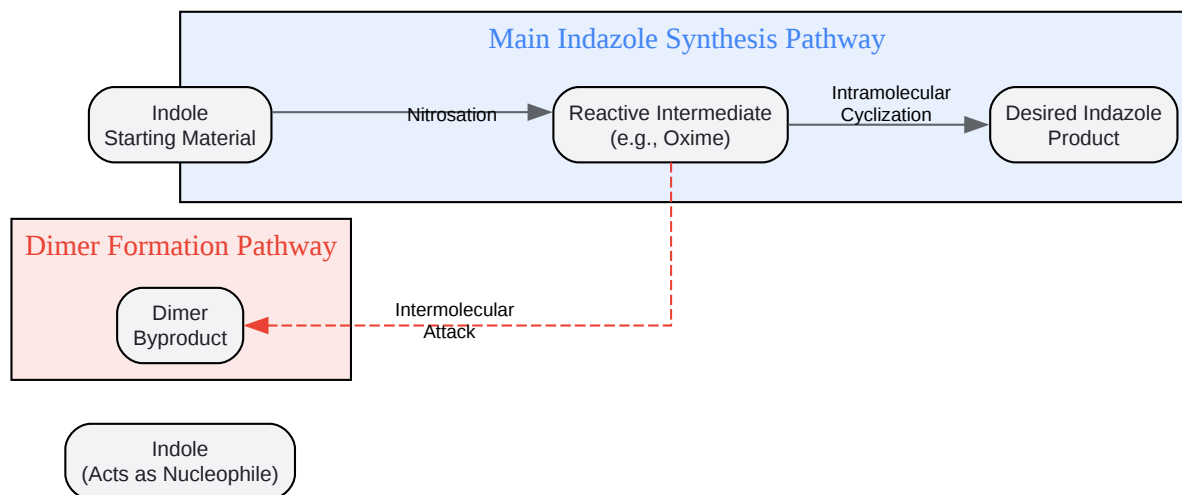 Main Indazole Synthesis Pathway
Indole
Starting Material
Nitrosation
Reactive Intermediate
(e.g., Oxime)
Intramolecular
Cyclization
Desired Indazole
Product
Dimer Formation Pathway
Dimer
Byproduct
Intermolecular
Attack
Indole
(Acts as Nucleophile)